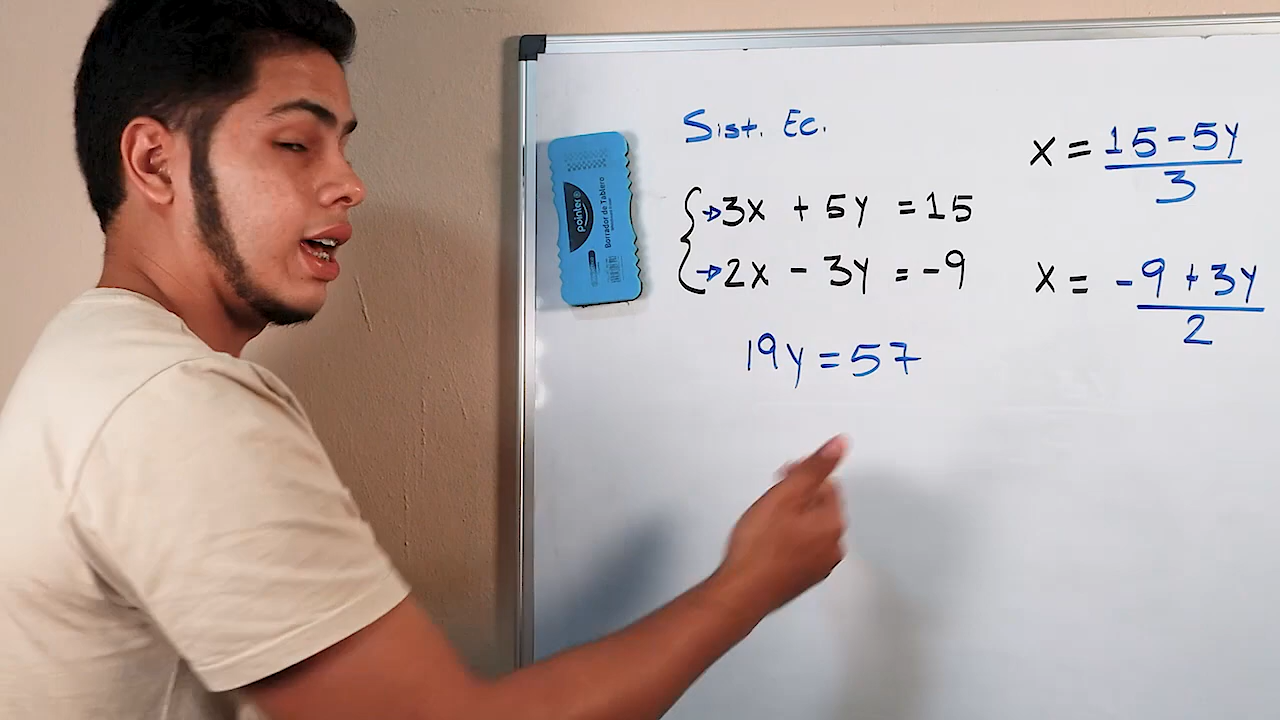 Sist. Ec.
3x + 5y = 15
2x - 3y = -9
19y = 57
x = 15-5y
3
x = -9+3y
2
pointer®
Borrador de Tablero